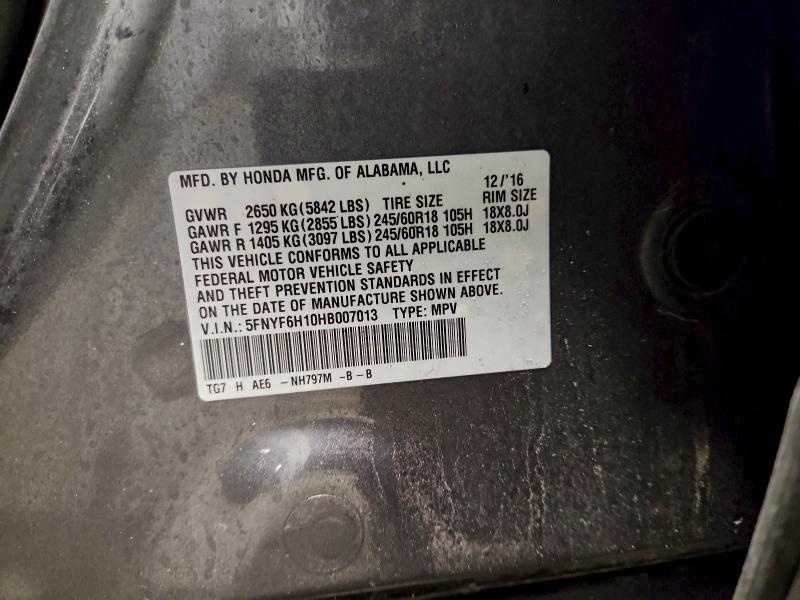 MFD. BY HONDA MFG. OF ALABAMA, LLC 12/'16
GVWR 2650 KG (5842 LBS) TIRE SIZE RIM SIZE
GAWR F 1295 KG (2855 LBS) 245/60R18 105H 18X8.0J
GAWR R 1405 KG (3097 LBS) 245/60R18 105H 18X8.0J
THIS VEHICLE CONFORMS TO ALL APPLICABLE
FEDERAL MOTOR VEHICLE SAFETY
AND THEFT PREVENTION STANDARDS IN EFFECT
ON THE DATE OF MANUFACTURE SHOWN ABOVE.
V.I.N.: 5FNYF6H10HB007013 TYPE: MPV
TG7 H AE6 -NH797M -B-B